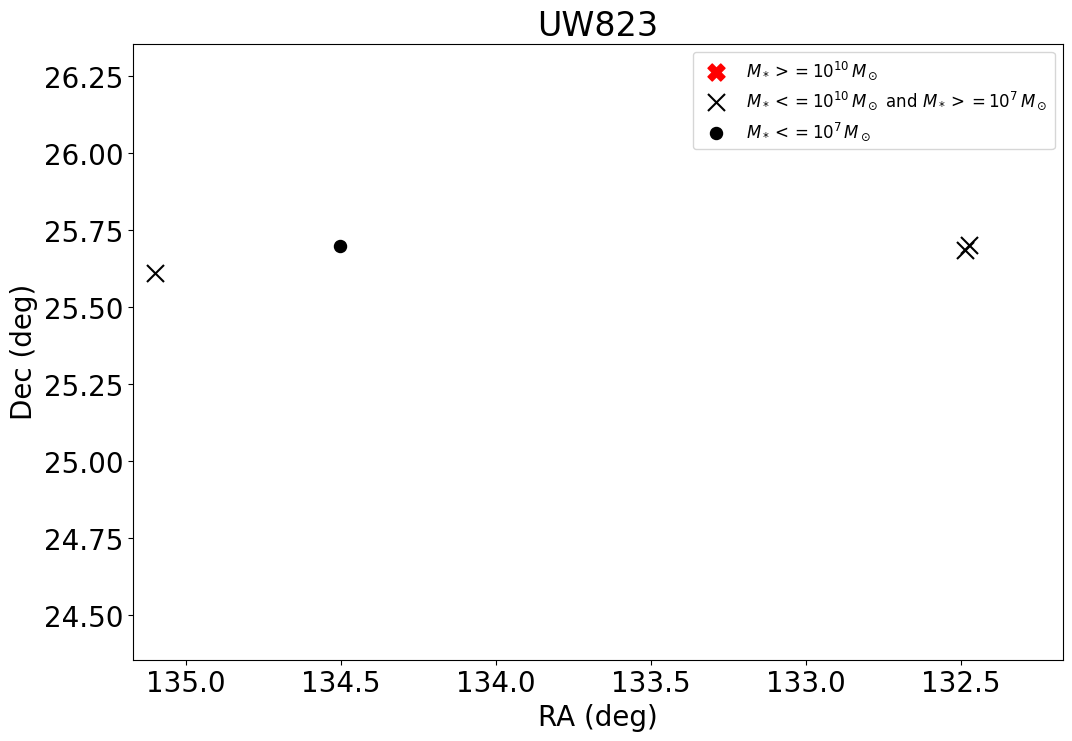 UW823
M* >= 10^10 M⊙
M* <= 10^10 M⊙ and M* >= 10^7 M⊙
M* <= 10^7 M⊙
26.25
26.00
25.75
25.50
25.25
25.00
24.75
24.50
Dec (deg)
135.0 134.5 134.0 133.5 133.0 132.5
RA (deg)